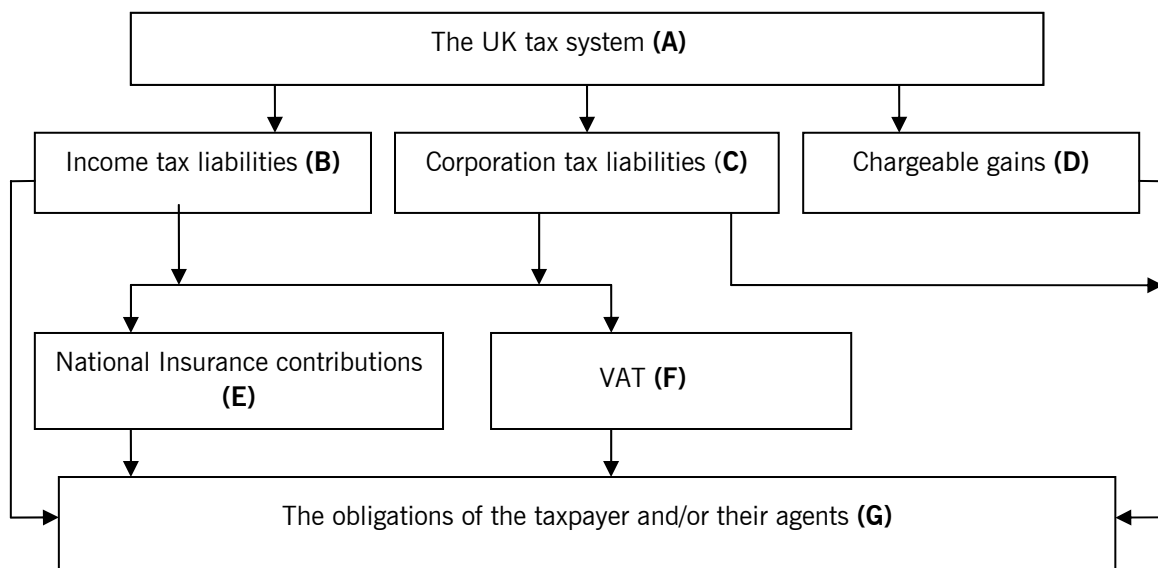 The UK tax system (A)
Income tax liabilities (B)
Corporation tax liabilities (C)
Chargeable gains (D)
National Insurance contributions
(E)
VAT (F)
The obligations of the taxpayer and/or their agents (G)